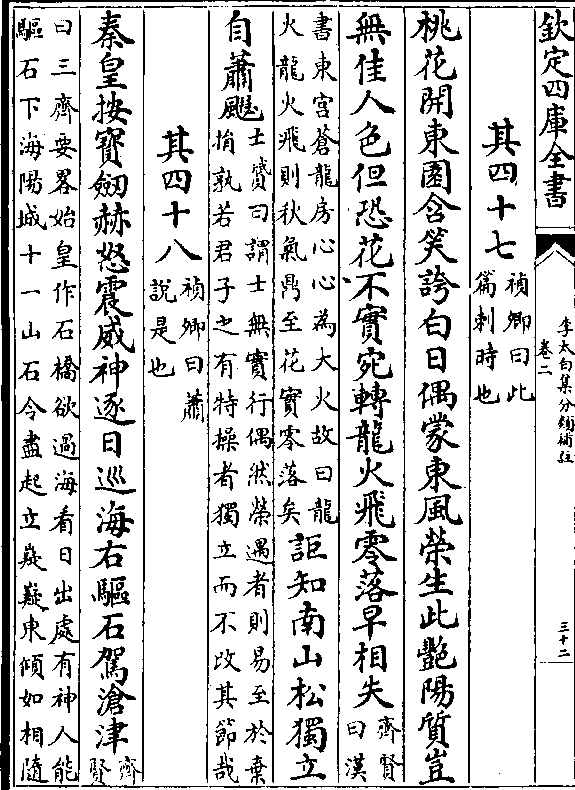 欽定四庫全書
李太白集分類補註
卷二
三十二
其四十七
禎卿曰此
篇刺時也
桃花開東園含笑誇白日偶蒙東風榮生此艶陽質豈
無佳人色但恐花不實宛轉龍火飛零落早相失
齊賢
曰漢
書東宮蒼龍房心心為大火故曰龍
火龍火飛則秋氣爲至花實零落矣
詎知南山松獨立
自蕭飋
士贇曰謂士無實行偶然榮遇者則易至於棄
捐孰若君子之有特操者獨立而不改其節哉
其四十八
禎卿曰蕭
說是也
秦皇按寶劒赫怒震威神逐日巡海右驅石駕滄津
齊
賢
曰三齊要畧始皇作石橋欲過海看日出處有神人能
驅石下海陽城十一山石令盡起立嶷嶷東傾如相隨